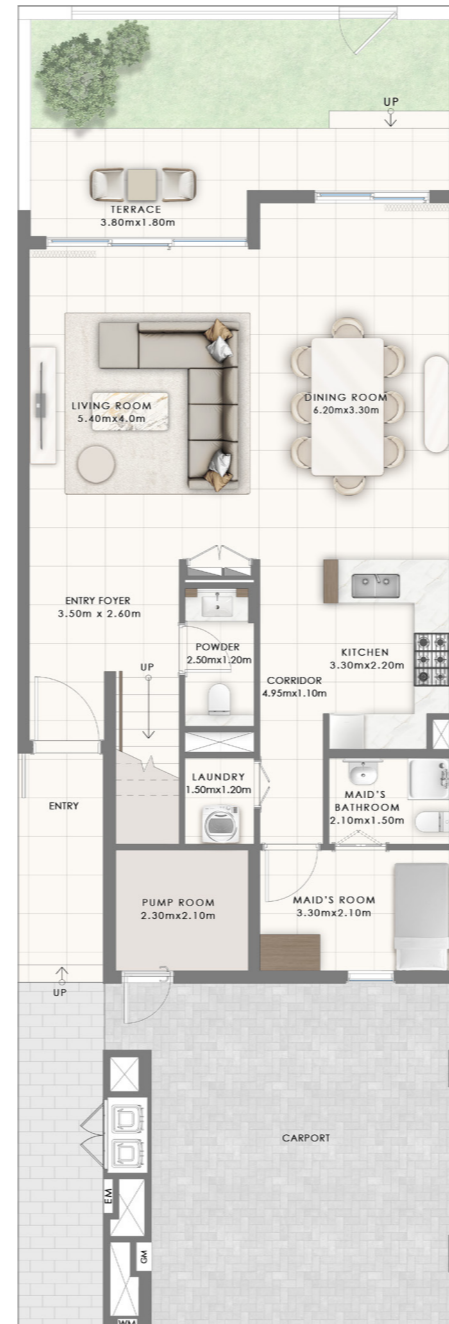 UP
TERRACE
3.80mx1.80m
LIVING ROOM
5.40mx4.0m
DINING ROOM
6.20mx3.30m
ENTRY FOYER
3.50m x 2.60m
POWDER
2.50mx1.20m
KITCHEN
3.30mx2.20m
UP
CORRIDOR
4.95mx1.10m
LAUNDRY
1.50mx1.20m
ENTRY
MAID'S
BATHROOM
2.10mx1.50m
PUMP ROOM
2.30mx2.10m
MAID'S ROOM
3.30mx2.10m
UP
CARPORT
EM
GM
WM